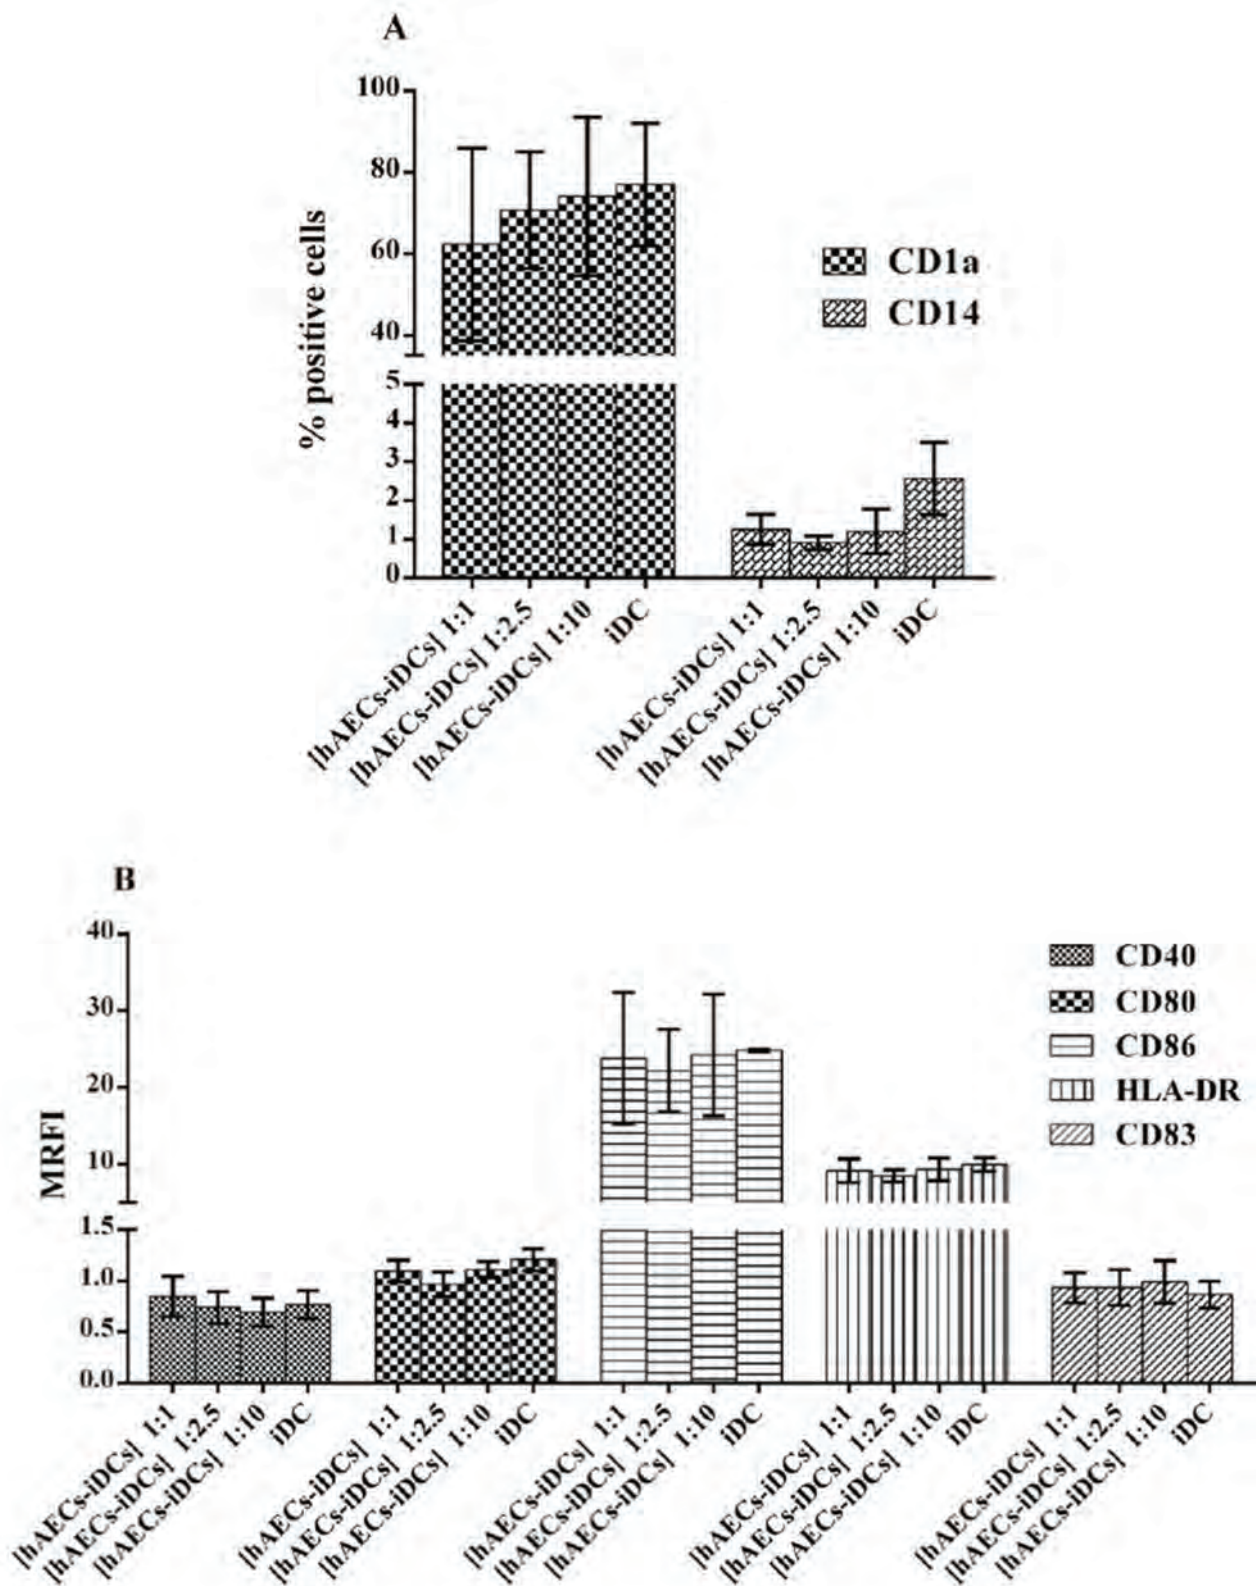 A
100
80
60
40
5
4
3
2
1
0
% positive cells
CD1a
CD14
[hAECs-iDCs] 1:1
[hAECs-iDCs] 1:2.5
[hAECs-iDCs] 1:10
iDC
[hAECs-iDCs] 1:1
[hAECs-iDCs] 1:2.5
[hAECs-iDCs] 1:10
iDC
B
40
30
20
10
1.5
1.0
0.5
0.0
MRFI
CD40
CD80
CD86
HLA-DR
CD83
[hAECs-iDCs] 1:1
[hAECs-iDCs] 1:2.5
[hAECs-iDCs] 1:10
iDC
[hAECs-iDCs] 1:1
[hAECs-iDCs] 1:2.5
[hAECs-iDCs] 1:10
iDC
[hAECs-iDCs] 1:1
[hAECs-iDCs] 1:2.5
[hAECs-iDCs] 1:10
iDC
[hAECs-iDCs] 1:1
[hAECs-iDCs] 1:2.5
[hAECs-iDCs] 1:10
iDC
[hAECs-iDCs] 1:1
[hAECs-iDCs] 1:2.5
[hAECs-iDCs] 1:10
iDC